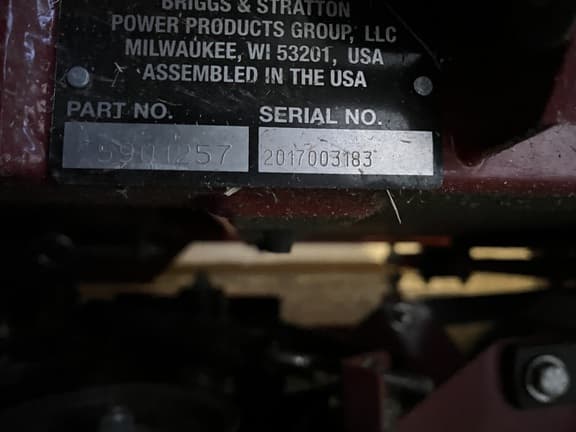 BRIGGS & STRATTON
POWER PRODUCTS GROUP, LLC
MILWAUKEE, WI 53201, USA
ASSEMBLED IN THE USA
PART NO. SERIAL NO.
5901257 2017003183